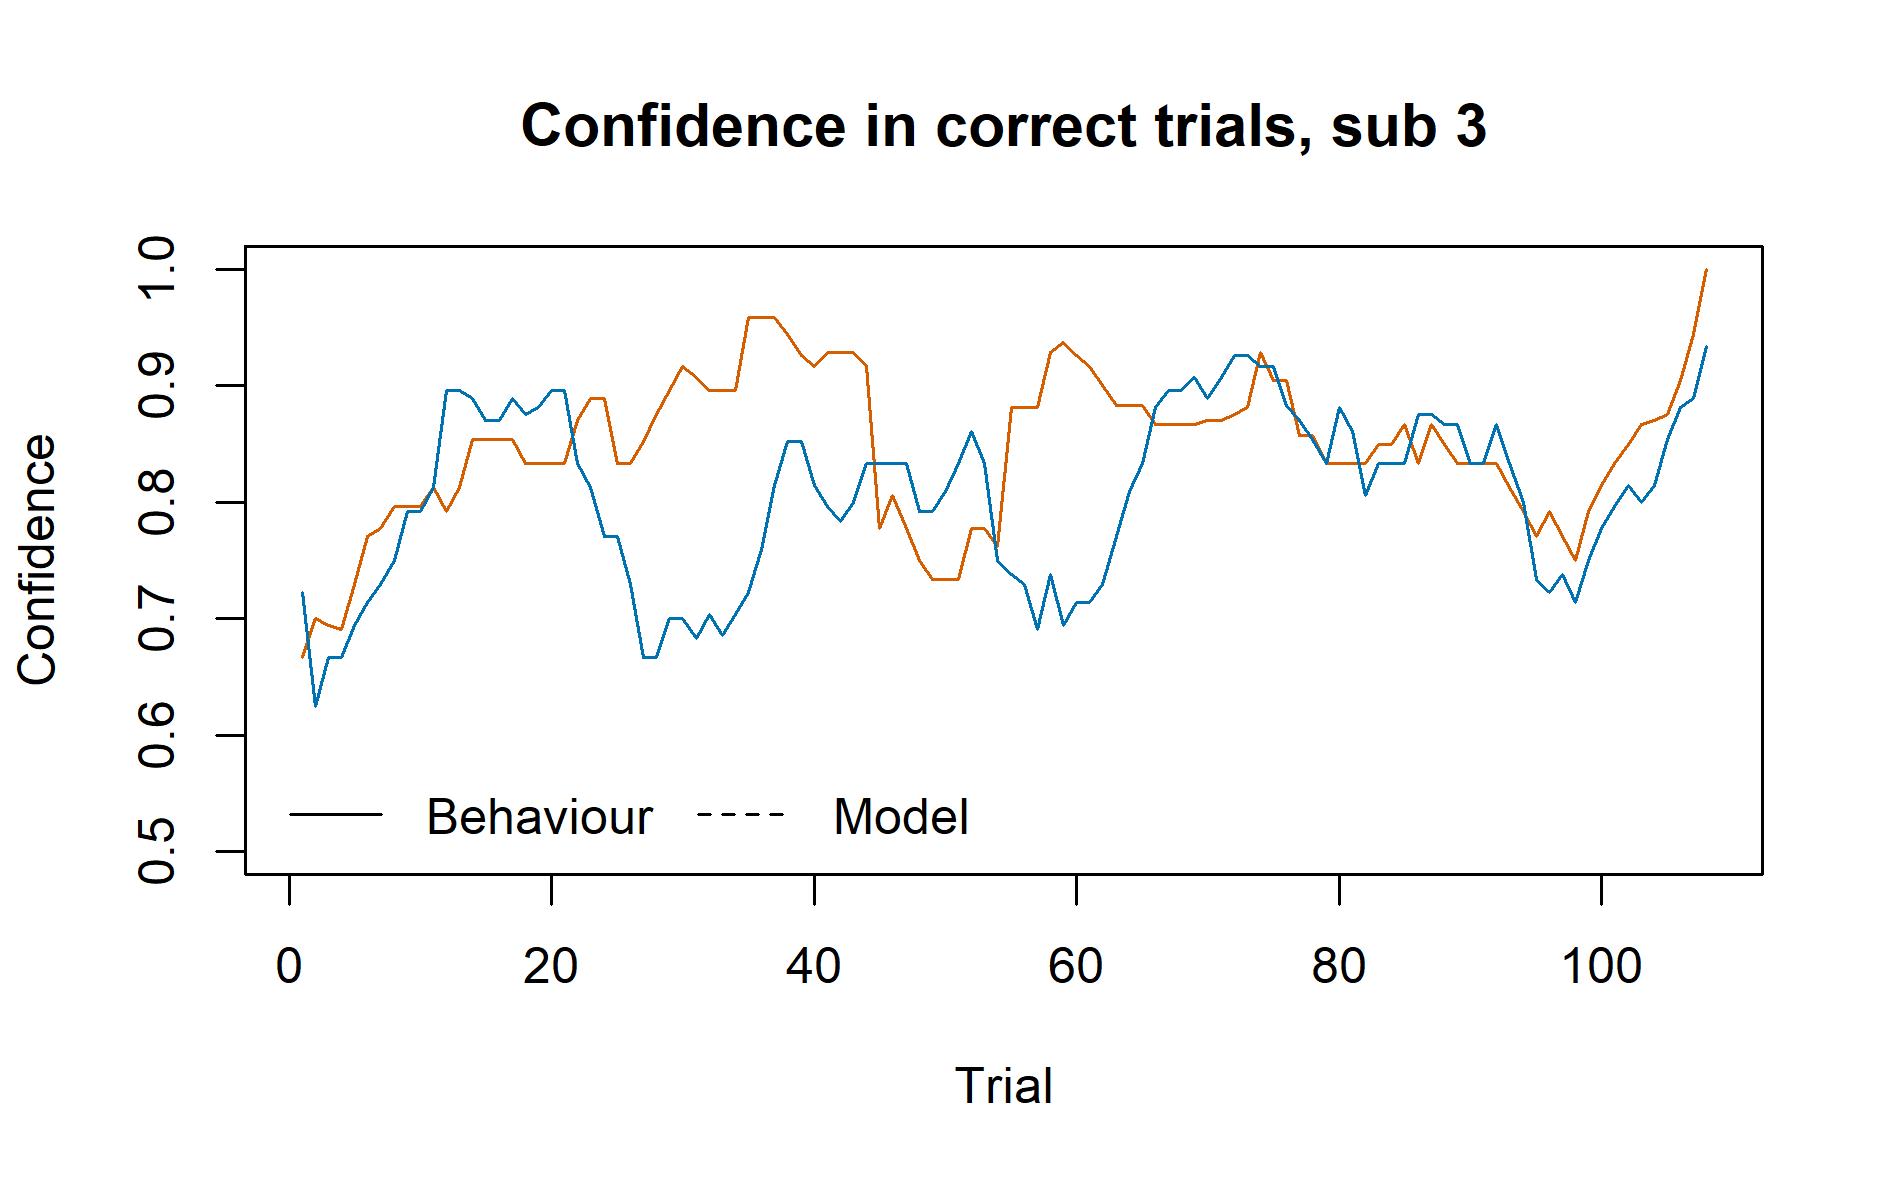 Confidence in correct trials, sub 3
1.0
0.9
0.8
0.7
0.6
0.5
Confidence
Behaviour
Model
0 20 40 60 80 100
Trial